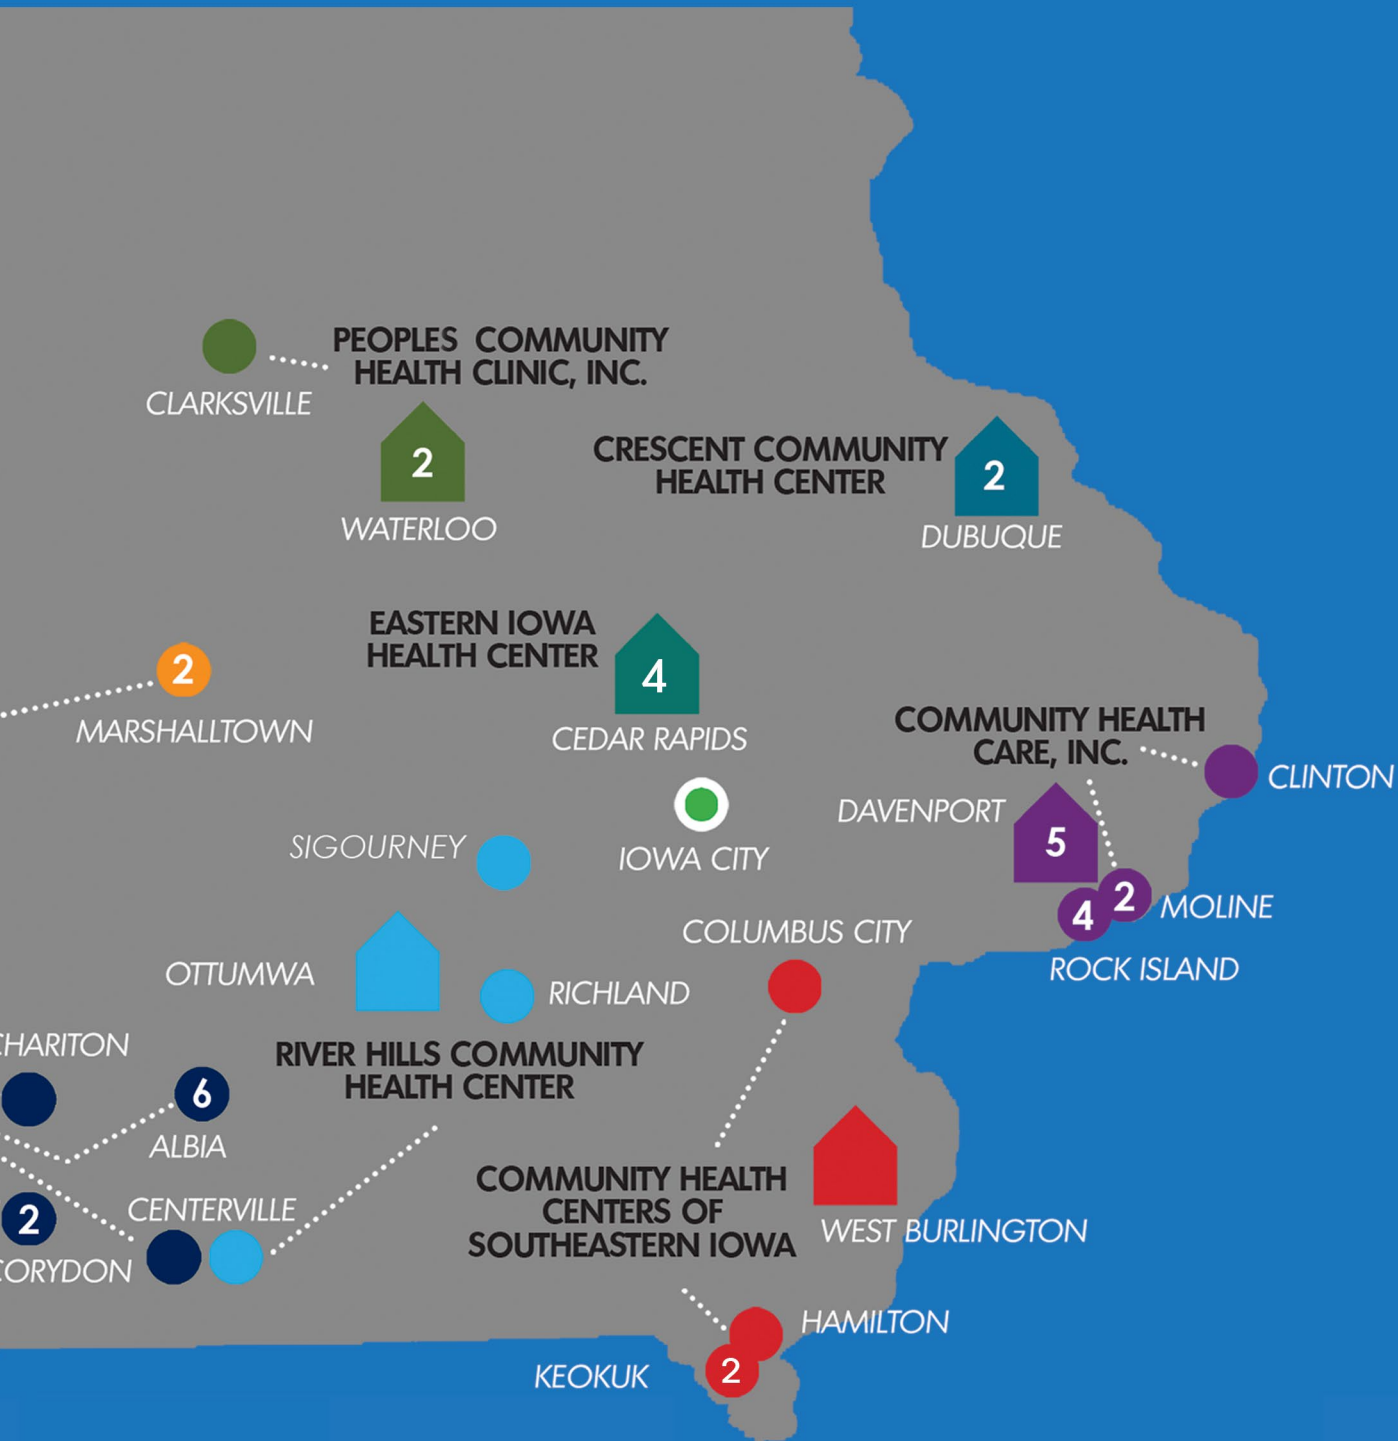 PEOPLES COMMUNITY
HEALTH CLINIC, INC.
CLARKSVILLE
2
WATERLOO
CRESCENT COMMUNITY
HEALTH CENTER
2
DUBUQUE
EASTERN IOWA
HEALTH CENTER
4
CEDAR RAPIDS
2
MARSHALLTOWN
COMMUNITY HEALTH
CARE, INC.
CLINTON
DAVENPORT
5
2
MOLINE
4
ROCK ISLAND
IOWA CITY
SIGOURNEY
COLUMBUS CITY
OTTUMWA
RICHLAND
RIVER HILLS COMMUNITY
HEALTH CENTER
CHARITON
6
ALBIA
CENTERVILLE
2
CORYDON
COMMUNITY HEALTH
CENTERS OF
SOUTHEASTERN IOWA
WEST BURLINGTON
HAMILTON
2
KEOKUK